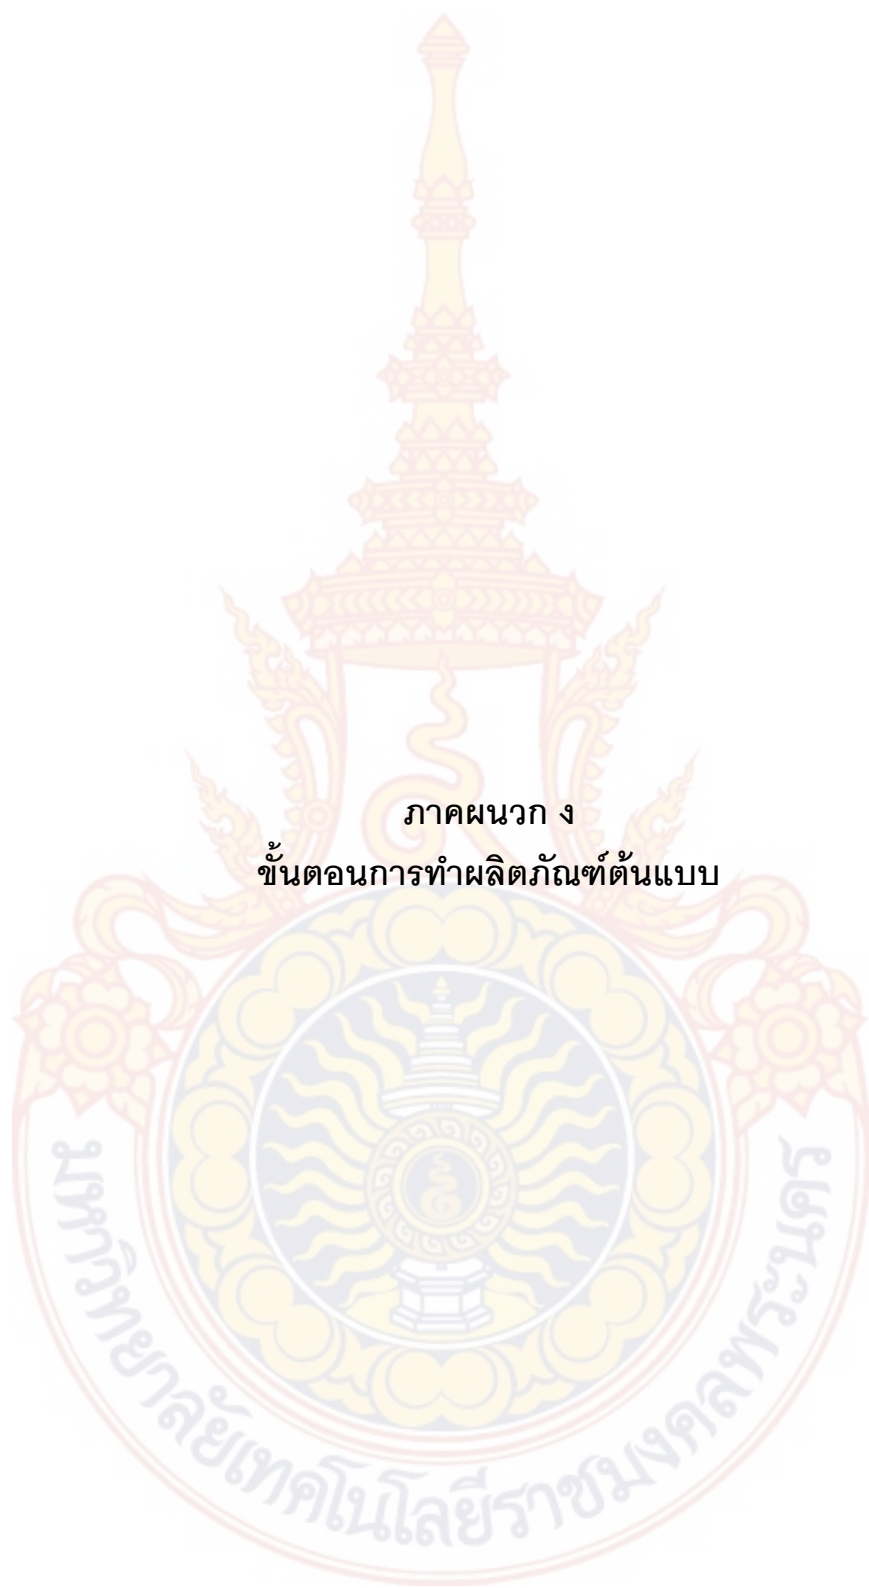 ภาคผนวก ง
ขั้นตอนการทำผลิตภัณฑ์ต้นแบบ
มหาวิทยาลัยเทคโนโลยีราชมงคลพระนคร